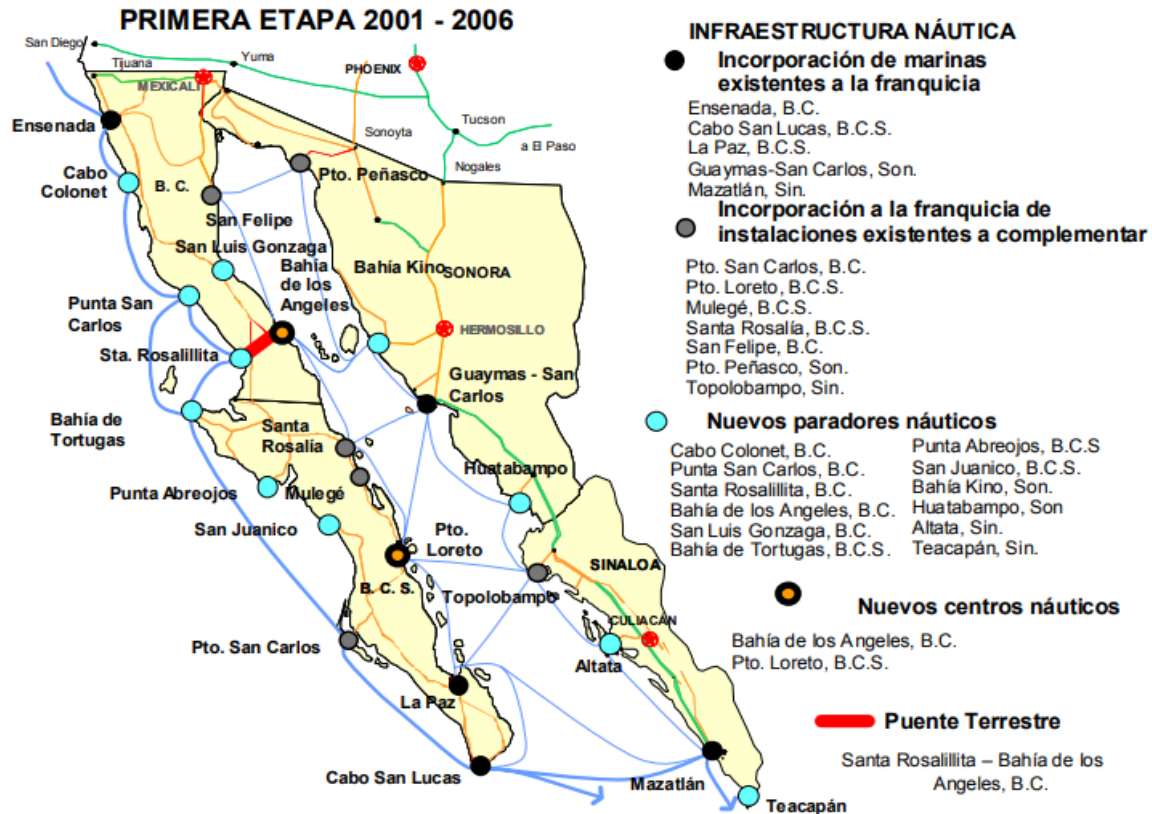 PRIMERA ETAPA 2001 - 2006
San Diego
Tijuana
Yuma
MEXICALI
PHOENIX
Ensenada
Sonoyta
Tucson
a El Paso
Nogales
Cabo
Colonet
B. C.
Pto. Peñasco
San Felipe
San Luis Gonzaga
Bahía
de los
Angeles
Bahía Kino
SONORA
Punta San
Carlos
HERMOSILLO
Sta. Rosalillita
Guaymas - San
Carlos
Bahía de
Tortugas
Santa
Rosalía
Huatabampo
Punta Abreojos
Mulegé
San Juanico
Pto.
Loreto
SINALOA
B. C. S.
Topolobampo
CULIACÁN
Pto. San Carlos
Altata
La Paz
Cabo San Lucas
Mazatlán
Teacapán
INFRAESTRUCTURA NÁUTICA
Incorporación de marinas
existentes a la franquicia
Ensenada, B.C.
Cabo San Lucas, B.C.S.
La Paz, B.C.S.
Guaymas-San Carlos, Son.
Mazatlán, Sin.
Incorporación a la franquicia de
instalaciones existentes a complementar
Pto. San Carlos, B.C.
Pto. Loreto, B.C.S.
Mulegé, B.C.S.
Santa Rosalía, B.C.S.
San Felipe, B.C.
Pto. Peñasco, Son.
Topolobampo, Sin.
Nuevos paradores náuticos
Cabo Colonet, B.C.
Punta San Carlos, B.C.
Santa Rosalillita, B.C.
Bahía de los Angeles, B.C.
San Luis Gonzaga, B.C.
Bahía de Tortugas, B.C.S.
Punta Abreojos, B.C.S
San Juanico, B.C.S.
Bahía Kino, Son.
Huatabampo, Son
Altata, Sin.
Teacapán, Sin.
Nuevos centros náuticos
Bahía de los Angeles, B.C.
Pto. Loreto, B.C.S.
Puente Terrestre
Santa Rosalillita – Bahía de los
Angeles, B.C.